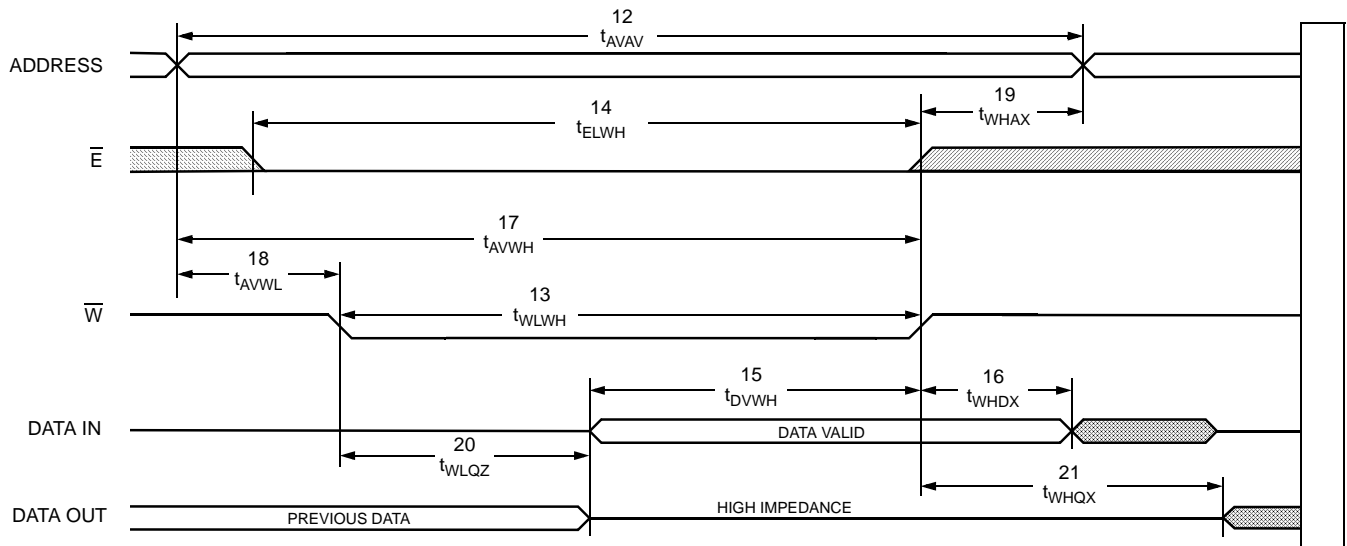 12
tAVAV
ADDRESS
19
tWHAX
14
tELWH
E
17
tAVWH
18
tAVWL
13
tWLWH
W
15
tDVWH
16
tWHDX
DATA IN
DATA VALID
20
tWLQZ
21
tWHQX
DATA OUT
PREVIOUS DATA
HIGH IMPEDANCE